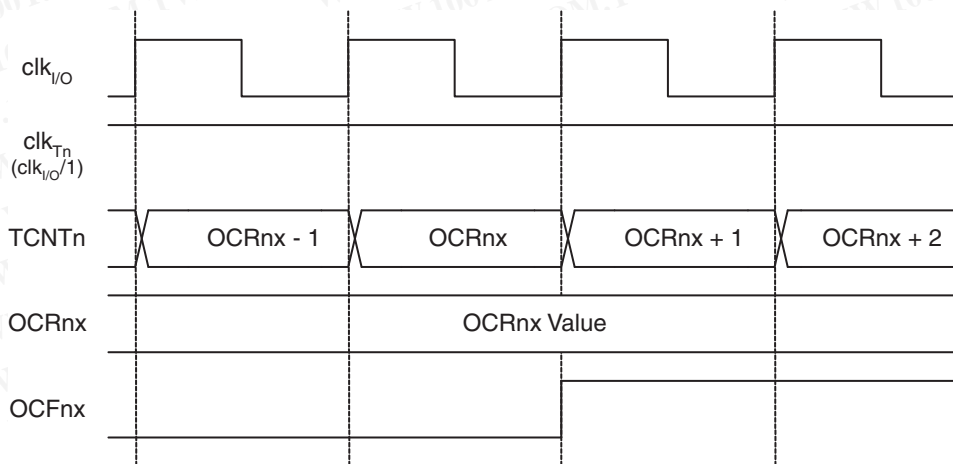 clkI/O
clkTn
(clkI/O/1)
TCNTn OCRnx - 1 OCRnx OCRnx + 1 OCRnx + 2
OCRnx OCRnx Value
OCFnx